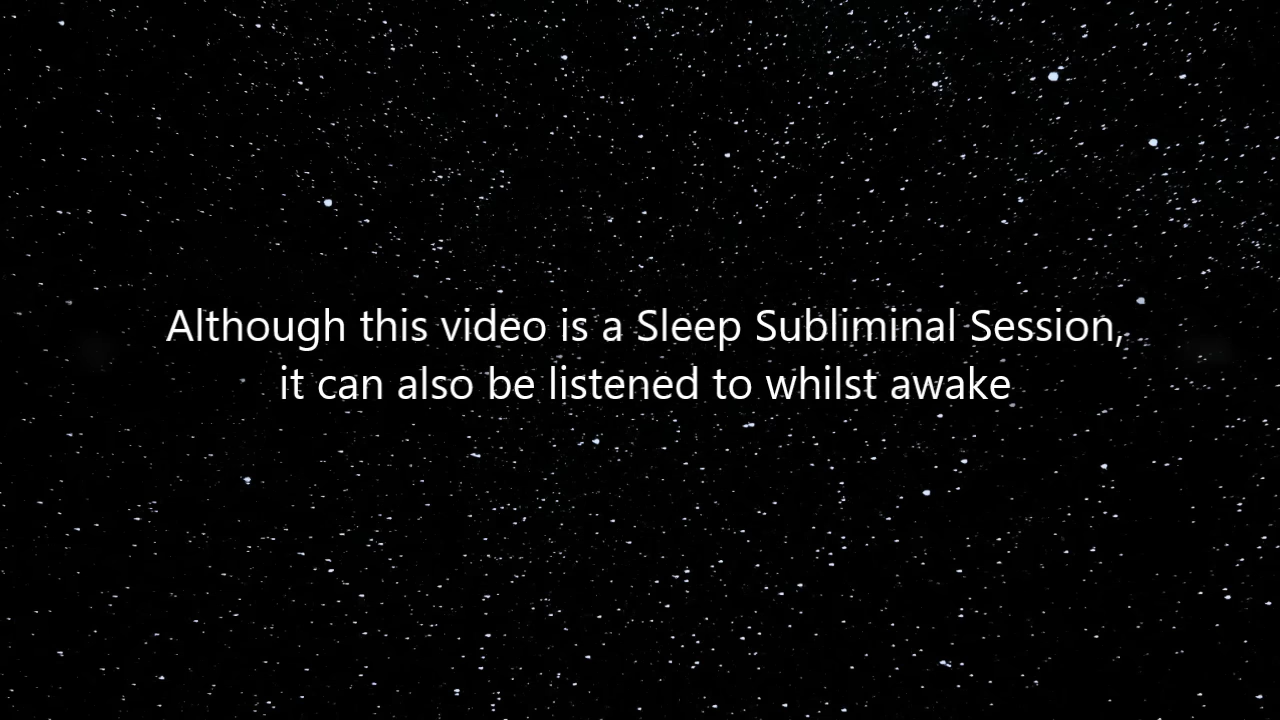 Although this video is a Sleep Subliminal Session,
it can also be listened to whilst awake